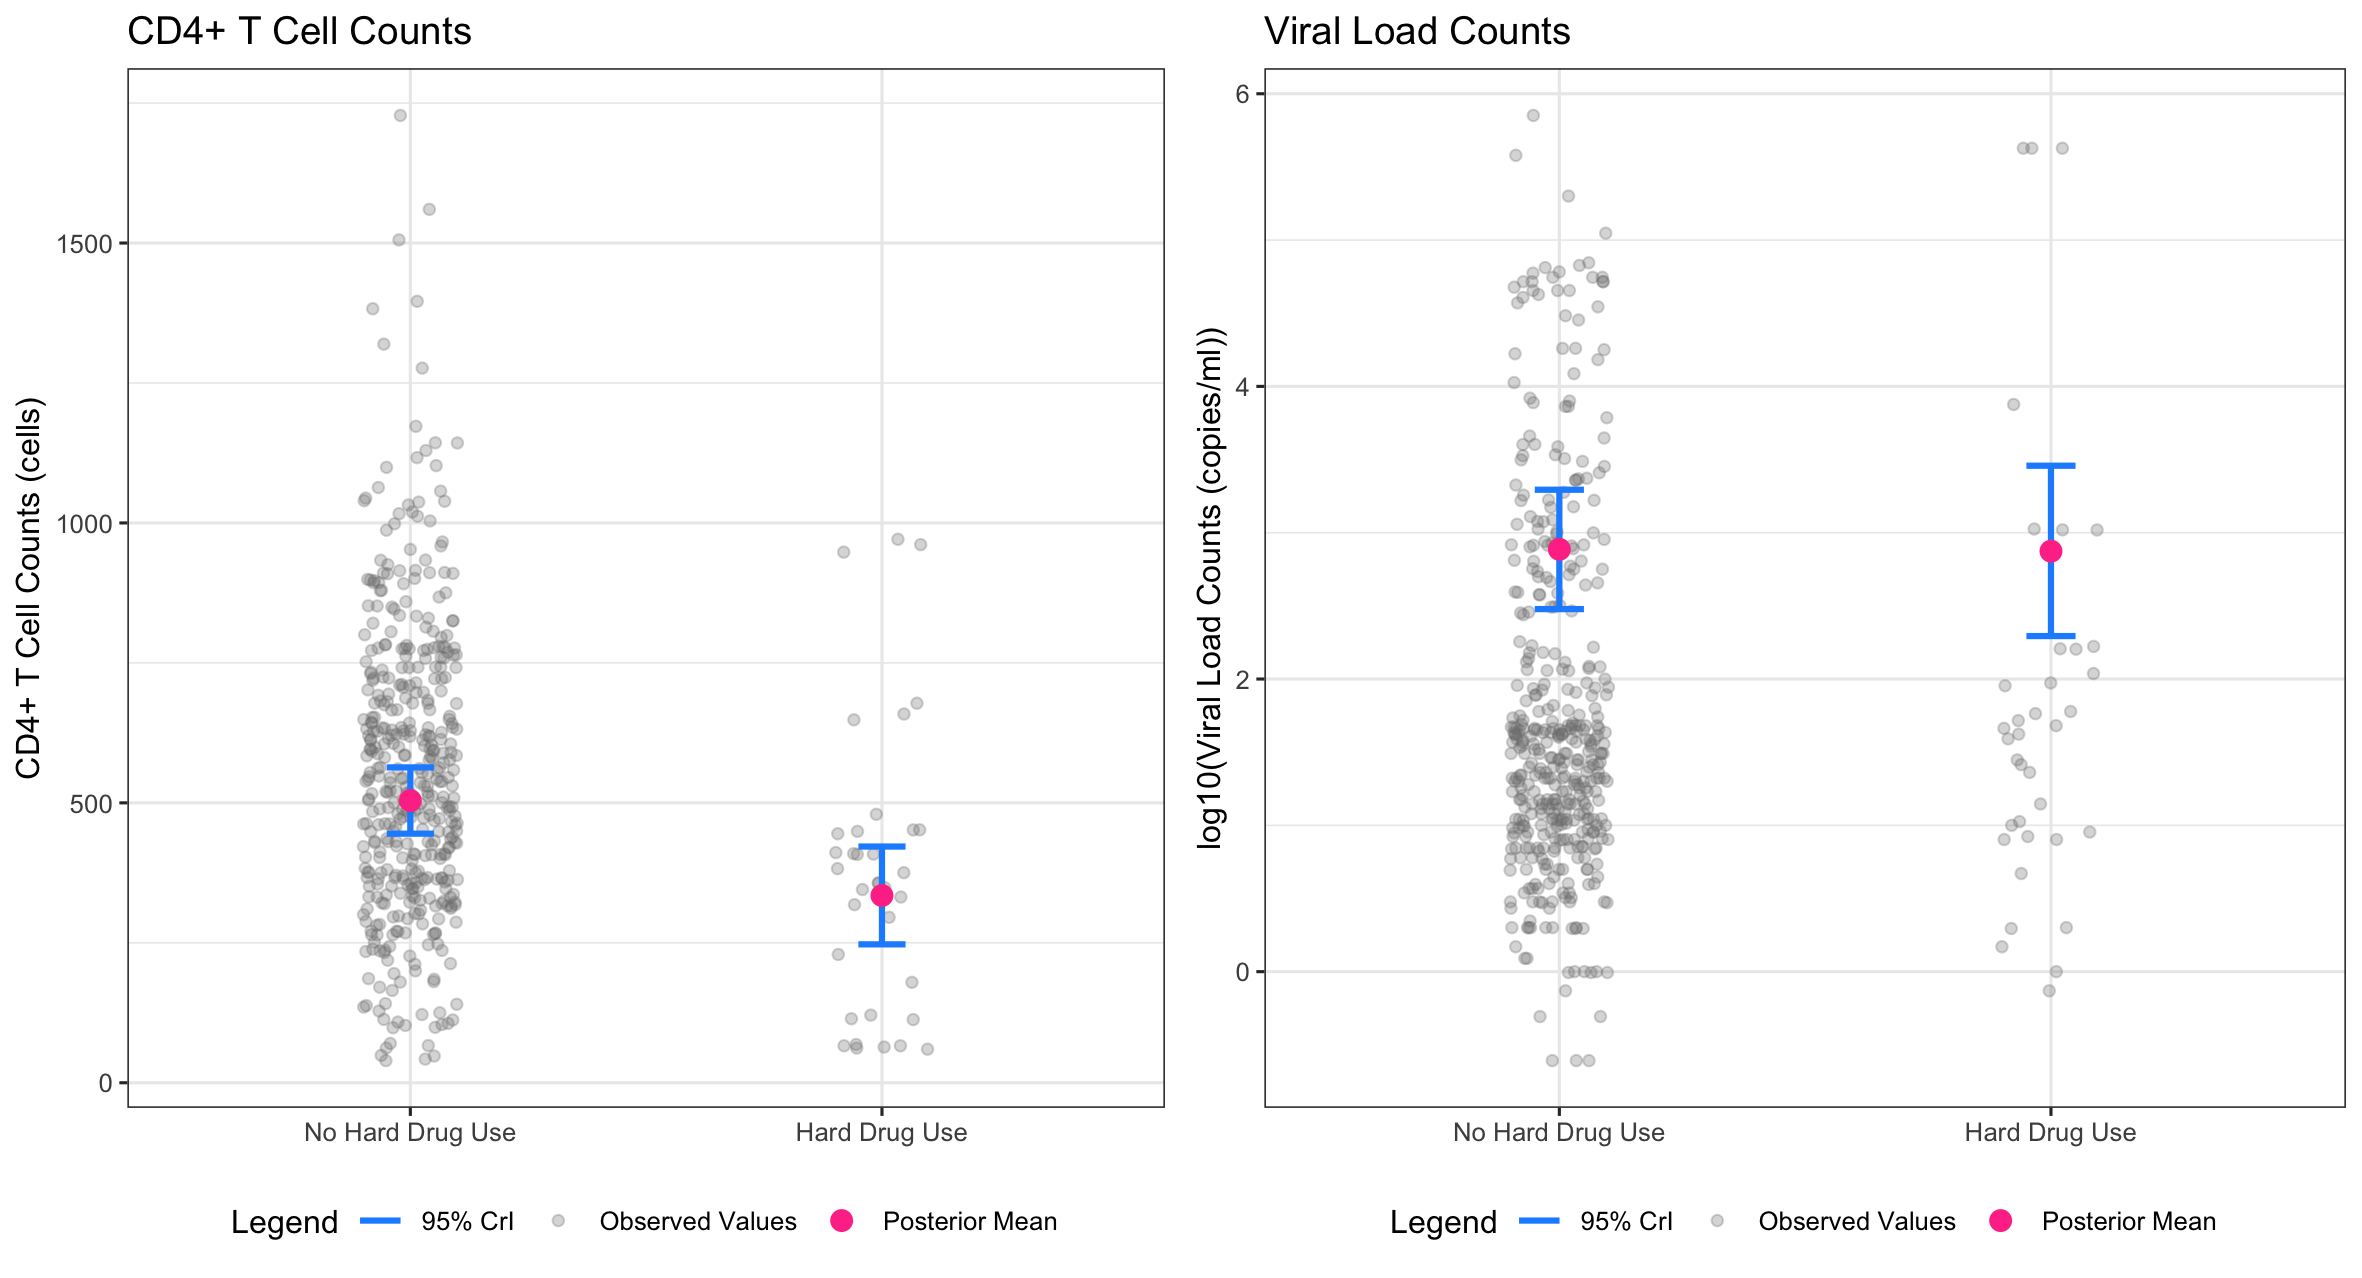 CD4+ T Cell Counts
CD4+ T Cell Counts (cells)
1500
1000
500
0
No Hard Drug Use
Hard Drug Use
Legend 95% CrI Observed Values Posterior Mean
Viral Load Counts
log10(Viral Load Counts (copies/ml))
6
4
2
0
No Hard Drug Use
Hard Drug Use
Legend 95% CrI Observed Values Posterior Mean